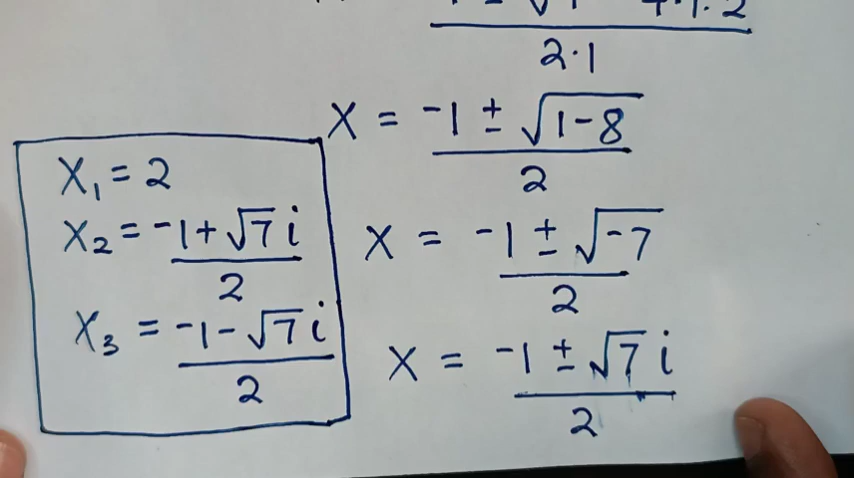 2·1
X = -1 ± √1-8
2
X = -1 ± √-7
2
X = -1 ± √7 i
2
X₁ = 2
X₂ = -1 + √7 i
2
X₃ = -1 - √7 i
2